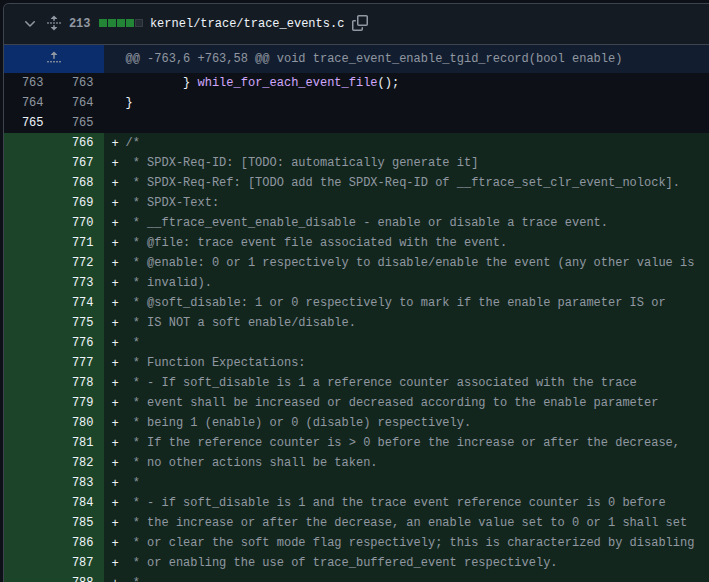 213 kernel/trace/trace_events.c
@@ -763,6 +763,58 @@ void trace_event_enable_tgid_record(bool enable)
763 763 } while_for_each_event_file();
764 764 }
765 765
766 + /*
767 + * SPDX-Req-ID: [TODO: automatically generate it]
768 + * SPDX-Req-Ref: [TODO add the SPDX-Req-ID of __ftrace_set_clr_event_nolock].
769 + * SPDX-Text:
770 + * __ftrace_event_enable_disable - enable or disable a trace event.
771 + * @file: trace event file associated with the event.
772 + * @enable: 0 or 1 respectively to disable/enable the event (any other value is
773 + * invalid).
774 + * @soft_disable: 1 or 0 respectively to mark if the enable parameter IS or
775 + * IS NOT a soft enable/disable.
776 + *
777 + * Function Expectations:
778 + * - If soft_disable is 1 a reference counter associated with the trace
779 + * event shall be increased or decreased according to the enable parameter
780 + * being 1 (enable) or 0 (disable) respectively.
781 + * If the reference counter is > 0 before the increase or after the decrease,
782 + * no other actions shall be taken.
783 + *
784 + * - if soft_disable is 1 and the trace event reference counter is 0 before
785 + * the increase or after the decrease, an enable value set to 0 or 1 shall set
786 + * or clear the soft mode flag respectively; this is characterized by disabling
787 + * or enabling the use of trace_buffered_event respectively.
788 + *